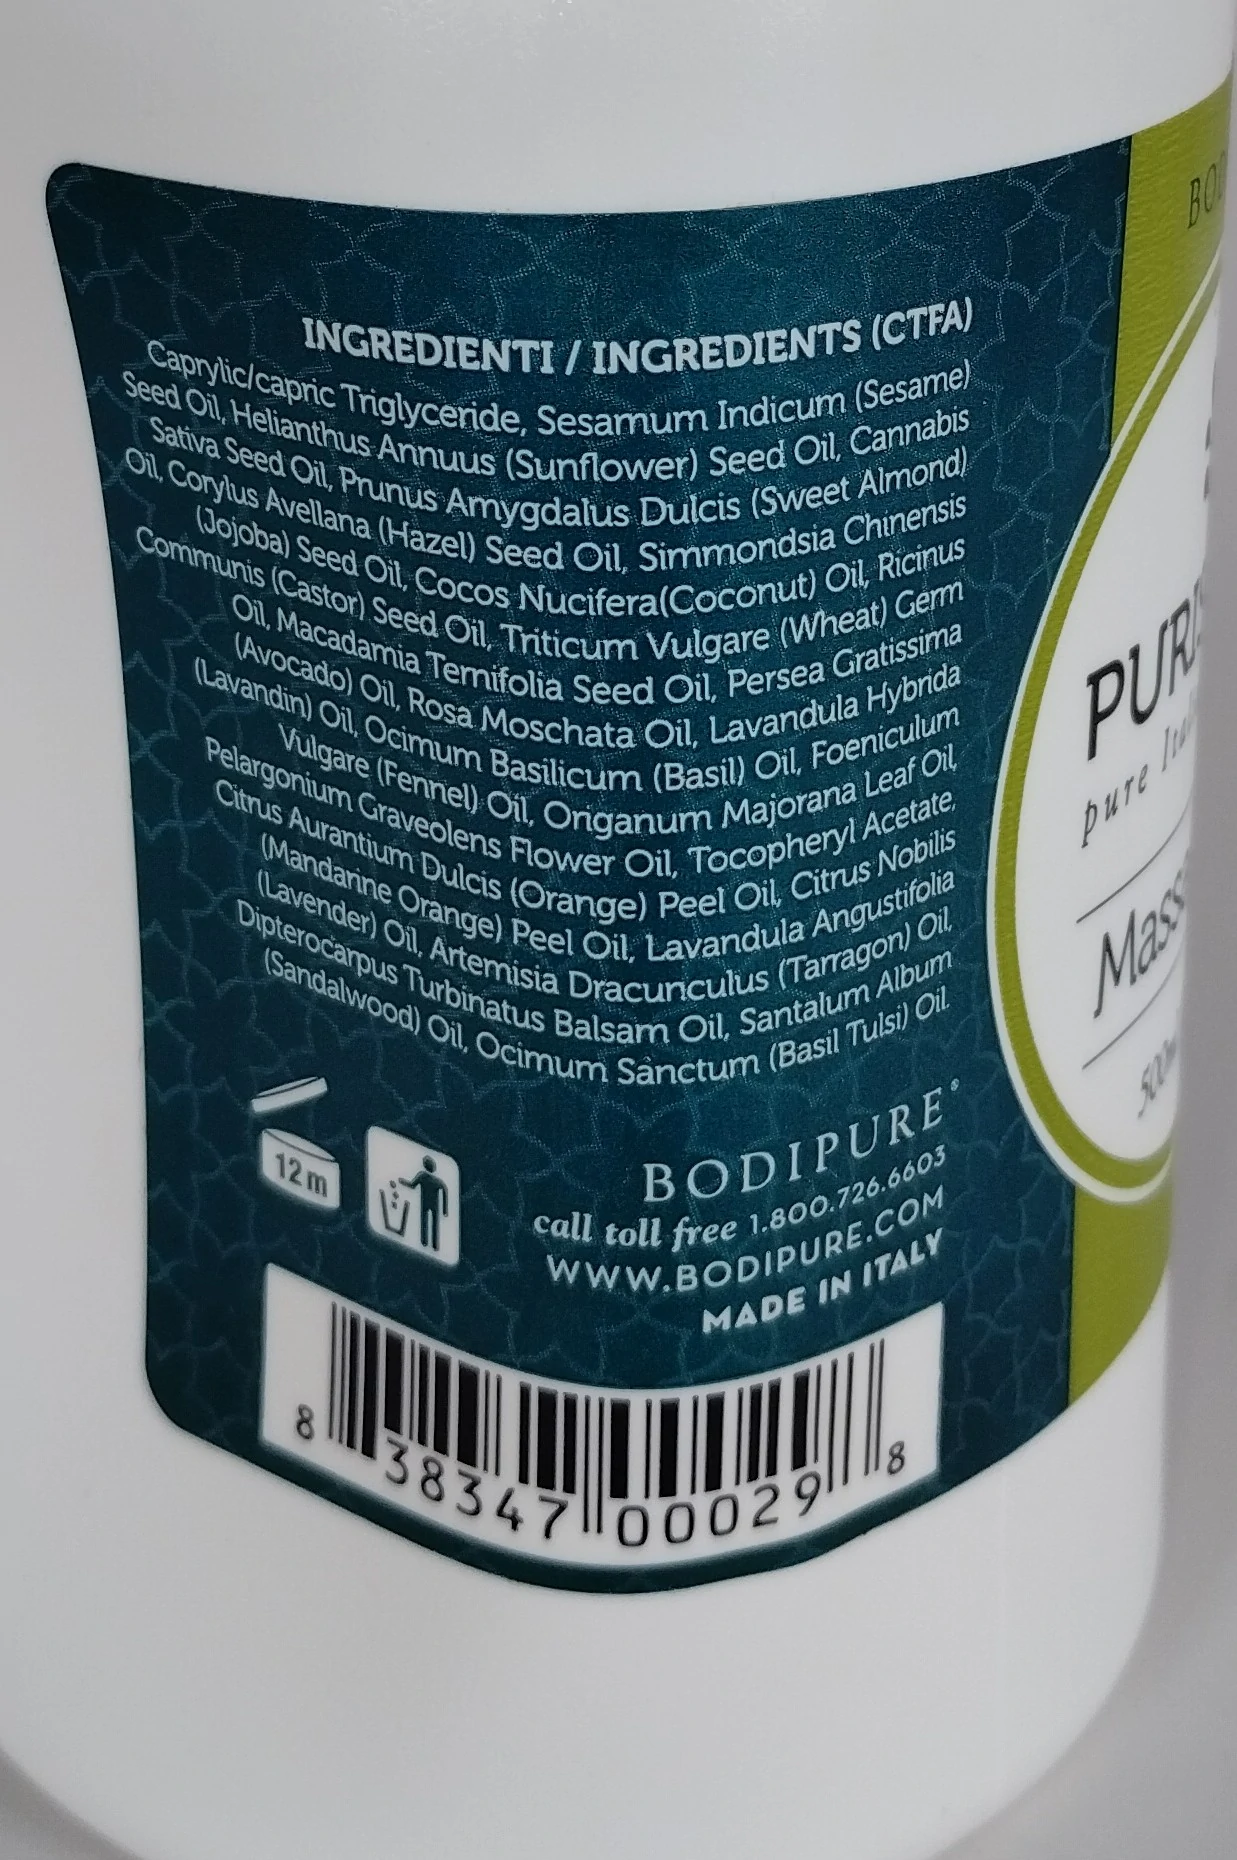 INGREDIENTI / INGREDIENTS (CTFA)
Caprylic/capric Triglyceride, Sesamum Indicum (Sesame)
Seed Oil, Helianthus Annuus (Sunflower) Seed Oil, Cannabis
Sativa Seed Oil, Prunus Amygdalus Dulcis (Sweet Almond)
Oil, Corylus Avellana (Hazel) Seed Oil, Simmondsia Chinensis
(Jojoba) Seed Oil, Cocos Nucifera(Coconut) Oil, Ricinus
Communis (Castor) Seed Oil, Triticum Vulgare (Wheat) Germ
Oil, Macadamia Ternifolia Seed Oil, Persea Gratissima
(Avocado) Oil, Rosa Moschata Oil, Lavandula Hybrida
(Lavandin) Oil, Ocimum Basilicum (Basil) Oil, Foeniculum
Vulgare (Fennel) Oil, Origanum Majorana Leaf Oil,
Pelargonium Graveolens Flower Oil, Tocopheryl Acetate,
Citrus Aurantium Dulcis (Orange) Peel Oil, Citrus Nobilis
(Mandarine Orange) Peel Oil, Lavandula Angustifolia
(Lavender) Oil, Artemisia Dracunculus (Tarragon) Oil,
Dipterocarpus Turbinatus Balsam Oil, Santalum Album
(Sandalwood) Oil, Ocimum Sanctum (Basil Tulsi) Oil.
12 m
BODIPURE®
call toll free 1.800.726.6603
WWW.BODIPURE.COM
MADE IN ITALY
8 38347 00029 8
pure